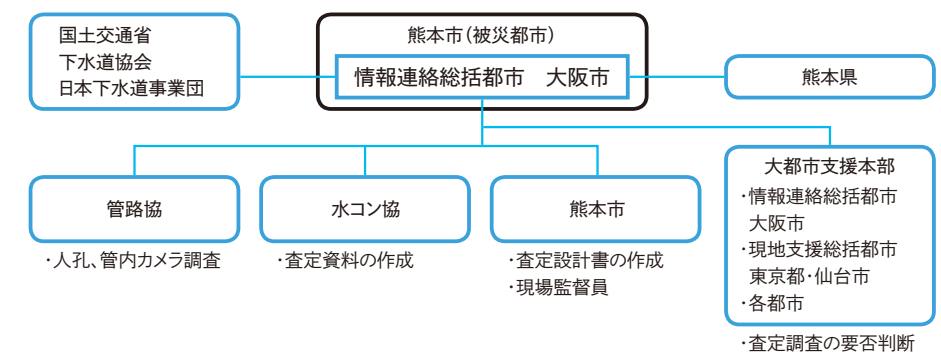 国土交通省
下水道協会
日本下水道事業団
熊本市（被災都市）
情報連絡総括都市　大阪市
熊本県
管路協
・人孔、管内カメラ調査
水コン協
・査定資料の作成
熊本市
・査定設計書の作成
・現場監督員
大都市支援本部
・情報連絡総括都市
大阪市
・現地支援総括都市
東京都・仙台市
・各都市
・査定調査の要否判断